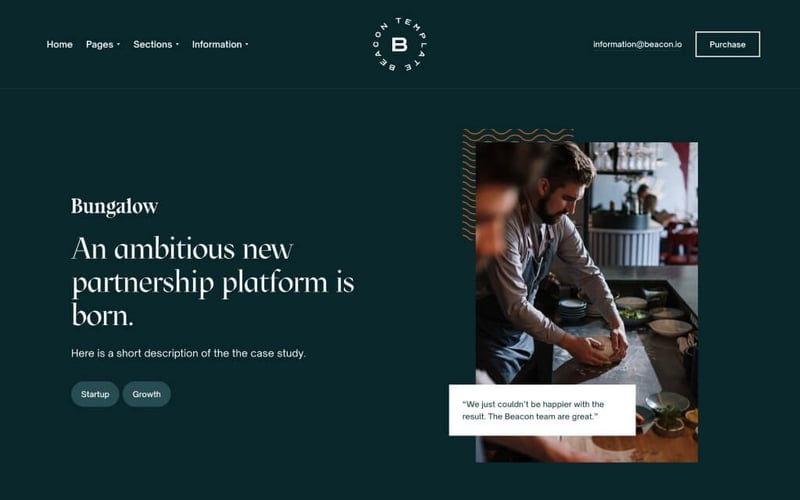 Home Pages Sections Information
BEACON TEMPLATE
B
information@beacon.io
Purchase
Bungalow
An ambitious new
partnership platform is
born.
Here is a short description of the the case study.
Startup Growth
“We just couldn't be happier with the
result. The Beacon team are great.”